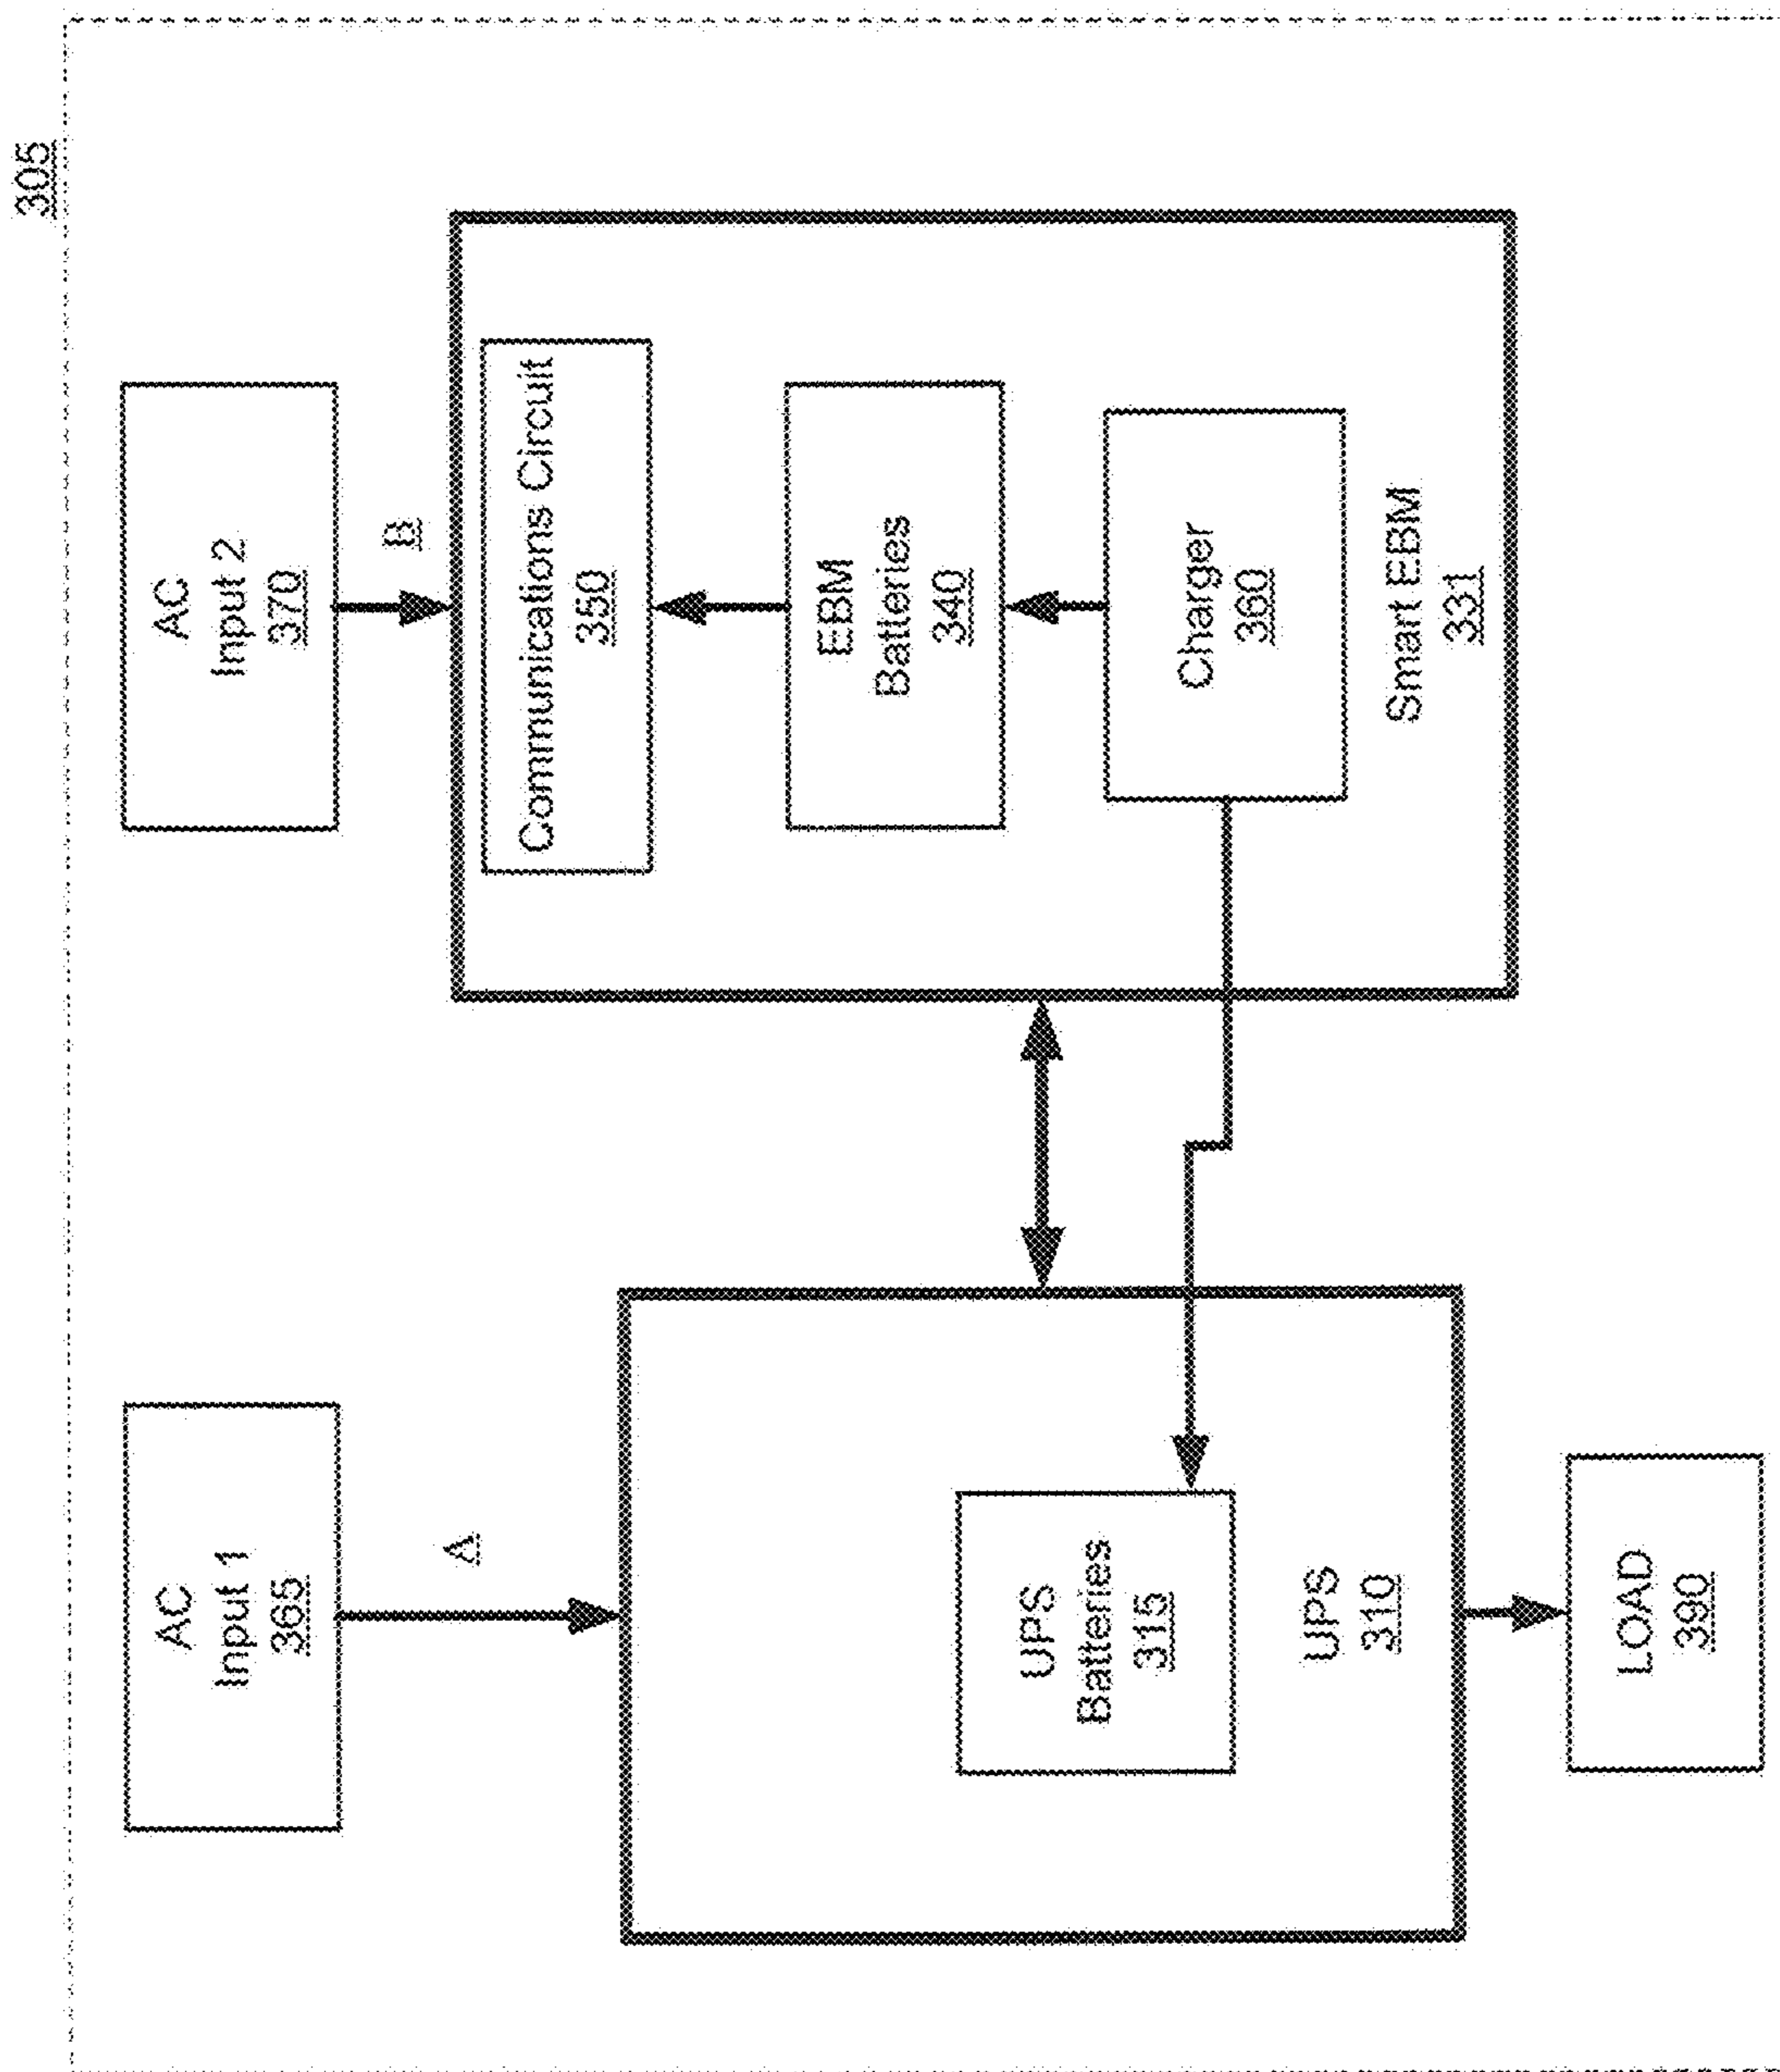 305
AC
Input 1
365
A
UPS
Batteries
315
UPS
310
LOAD
390
AC
Input 2
370
B
Communications Circuit
350
EBM
Batteries
340
Charger
360
Smart EBM
331